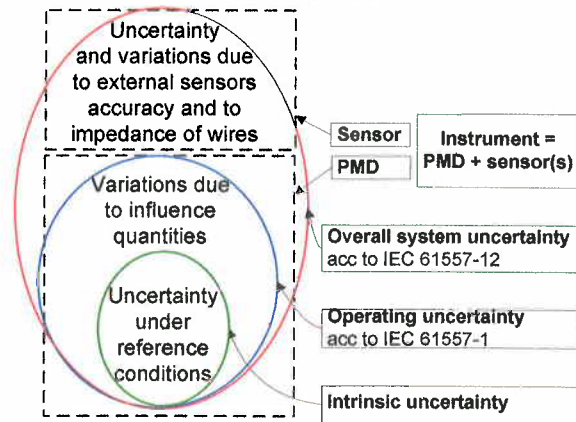 Uncertainty
and variations due
to external sensors
accuracy and to
impedance of wires
Sensor
PMD
Instrument =
PMD + sensor(s)
Variations due
to influence
quantities
Overall system uncertainty
acc to IEC 61557-12
Uncertainty
under
reference
conditions
Operating uncertainty
acc to IEC 61557-1
Intrinsic uncertainty